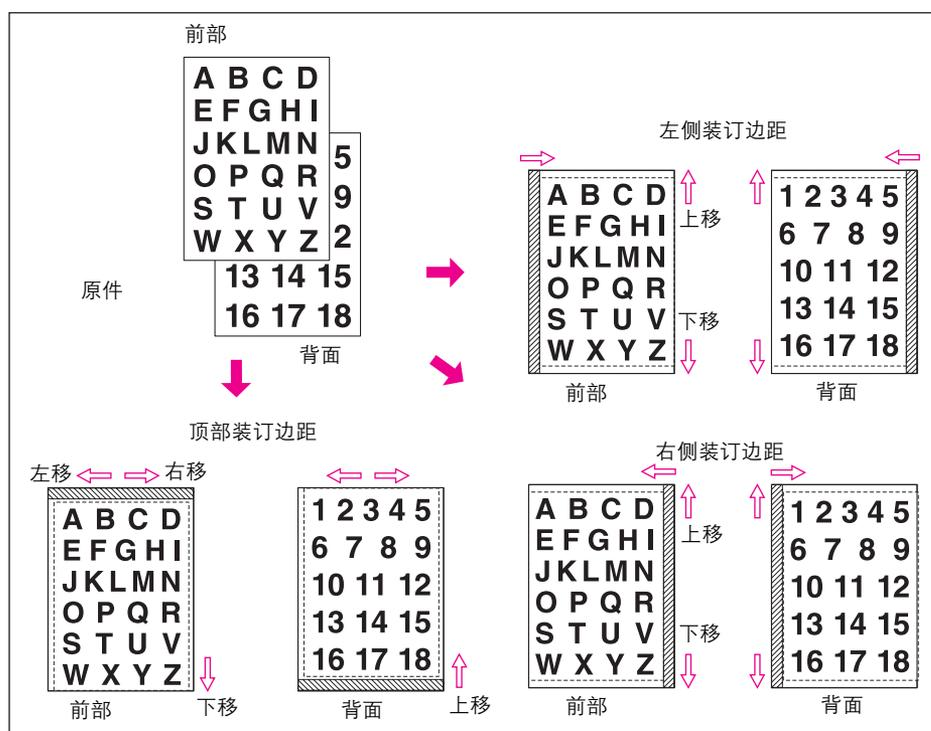 前部
A B C D
E F G H I
J K L M N
O P Q R
S T U V
W X Y Z
5
9
2
13 14 15
16 17 18
原件
背面
左侧装订边距
A B C D
E F G H I
J K L M N
O P Q R
S T U V
W X Y Z
上移
下移
前部
1 2 3 4 5
6 7 8 9
10 11 12
13 14 15
16 17 18
背面
顶部装订边距
左移 右移
A B C D
E F G H I
J K L M N
O P Q R
S T U V
W X Y Z
前部 下移
1 2 3 4 5
6 7 8 9
10 11 12
13 14 15
16 17 18
背面 上移
右侧装订边距
A B C D
E F G H I
J K L M N
O P Q R
S T U V
W X Y Z
上移
下移
前部
1 2 3 4 5
6 7 8 9
10 11 12
13 14 15
16 17 18
背面